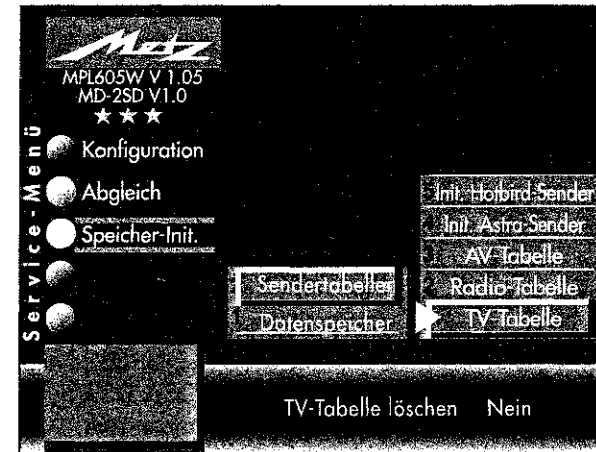 Metz
MPL605W V 1.05
MD-2SD V1.0
Service-Menü
Konfiguration
Abgleich
Speicher-Init.
Sendertabellen
Datenspeicher
Init. Hotbird-Sender
Init. Astra-Sender
AV-Tabelle
Radio-Tabelle
TV-Tabelle
TV-Tabelle löschen Nein